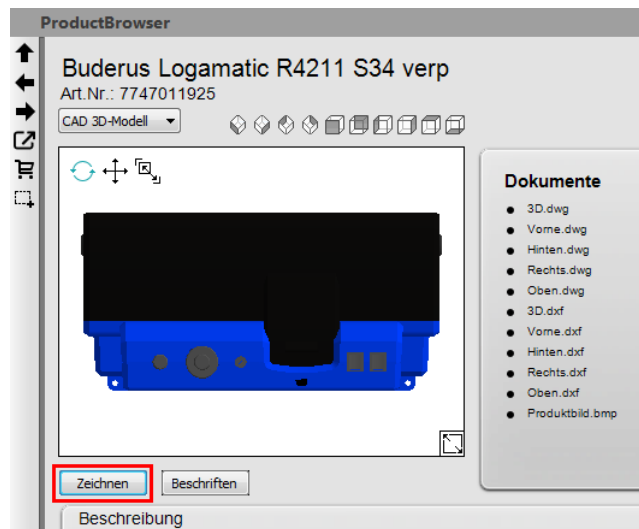 ProductBrowser
Buderus Logamatic R4211 S34 verp
Art.Nr.: 7747011925
CAD 3D-Modell
Dokumente
3D.dwg
Vorne.dwg
Hinten.dwg
Rechts.dwg
Oben.dwg
3D.dxf
Vorne.dxf
Hinten.dxf
Rechts.dxf
Oben.dxf
Produktbild.bmp
Zeichnen
Beschriften
Beschreibung